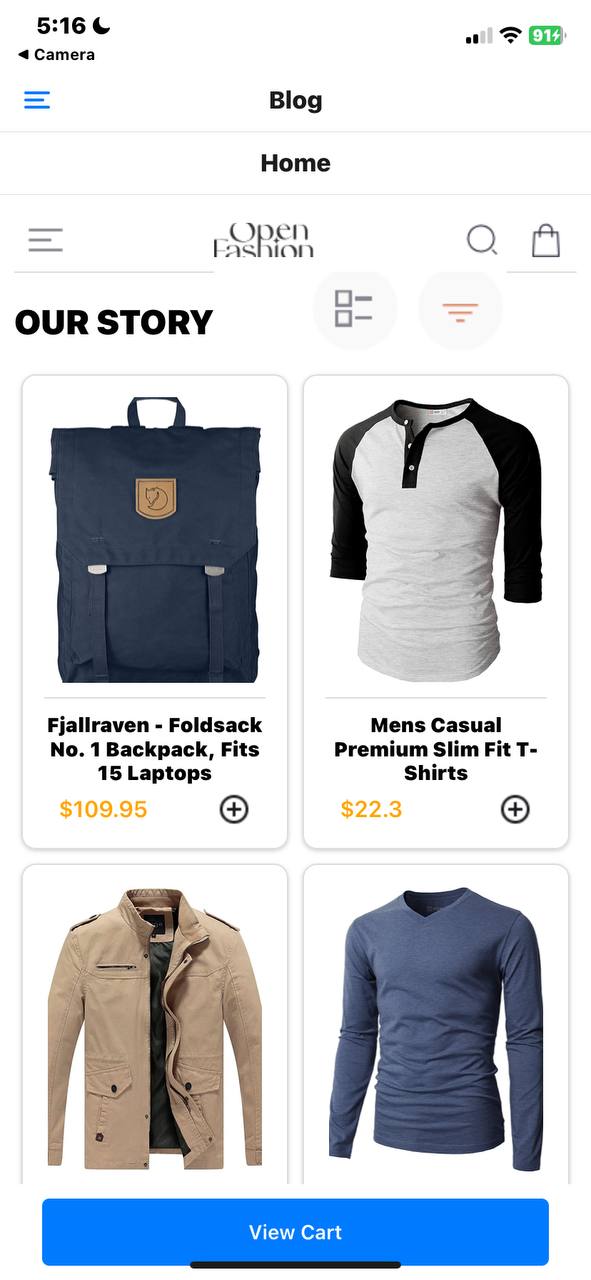 5:16
◀ Camera
91
Blog
Home
Open
Fashion
OUR STORY
Fjallraven - Foldsack
No. 1 Backpack, Fits
15 Laptops
$109.95
Mens Casual
Premium Slim Fit T-
Shirts
$22.3
View Cart